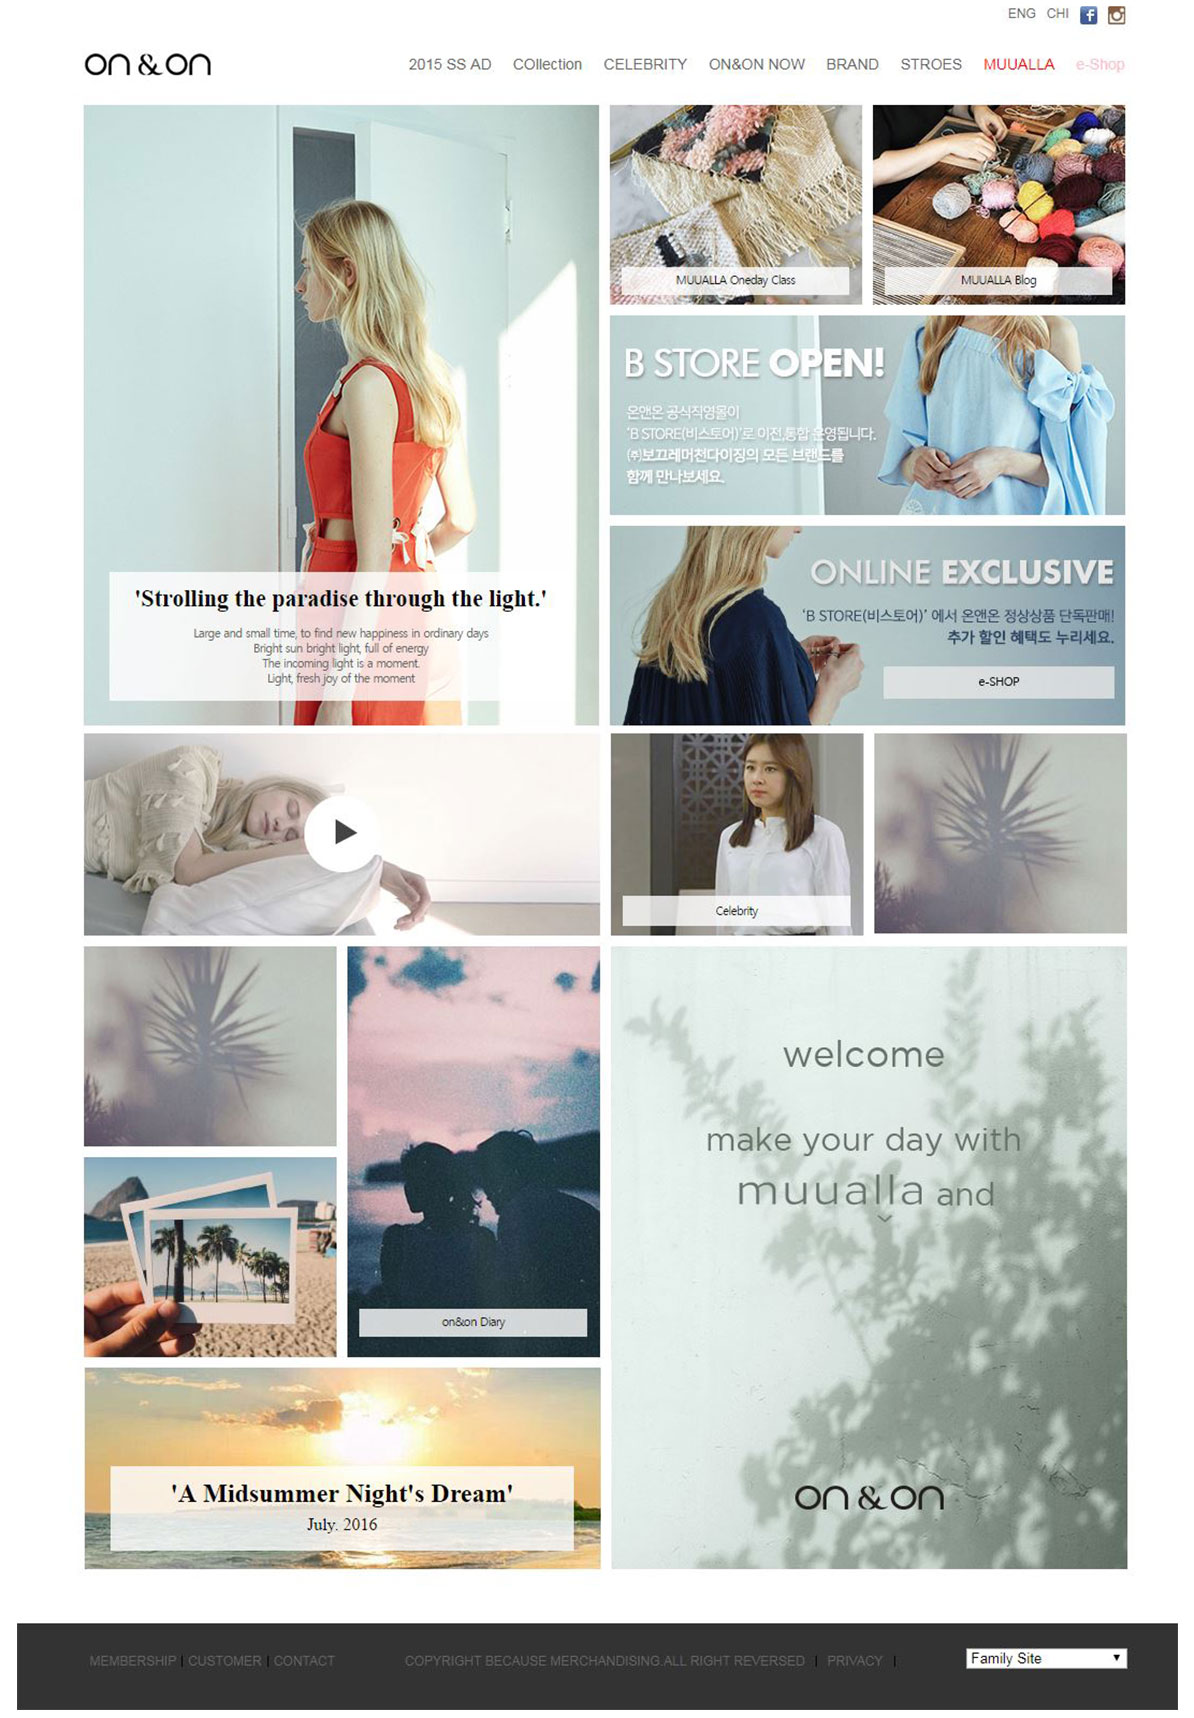 ENG CHI
on&on
2015 SS AD COllection CELEBRITY ON&ON NOW BRAND STROES MUUALLA e-Shop
'Strolling the paradise through the light.'
Large and small time, to find new happiness in ordinary days
Bright sun bright light, full of energy
The incoming light is a moment.
Light, fresh joy of the moment
MUUALLA Oneday Class
MUUALLA Blog
B STORE OPEN!
온앤온 공식직영몰이
'B STORE(비스토어)'로 이전,통합 운영됩니다.
㈜보끄레머천다이징의 모든 브랜드를
함께 만나보세요.
ONLINE EXCLUSIVE
'B STORE(비스토어)' 에서 온앤온 정상상품 단독판매!
추가 할인 혜택도 누리세요.
e-SHOP
Celebrity
on&on Diary
welcome
make your day with
muualla and
on&on
'A Midsummer Night's Dream'
July. 2016
MEMBERSHIP | CUSTOMER | CONTACT
COPYRIGHT BECAUSE MERCHANDISING.ALL RIGHT REVERSED | PRIVACY |
Family Site